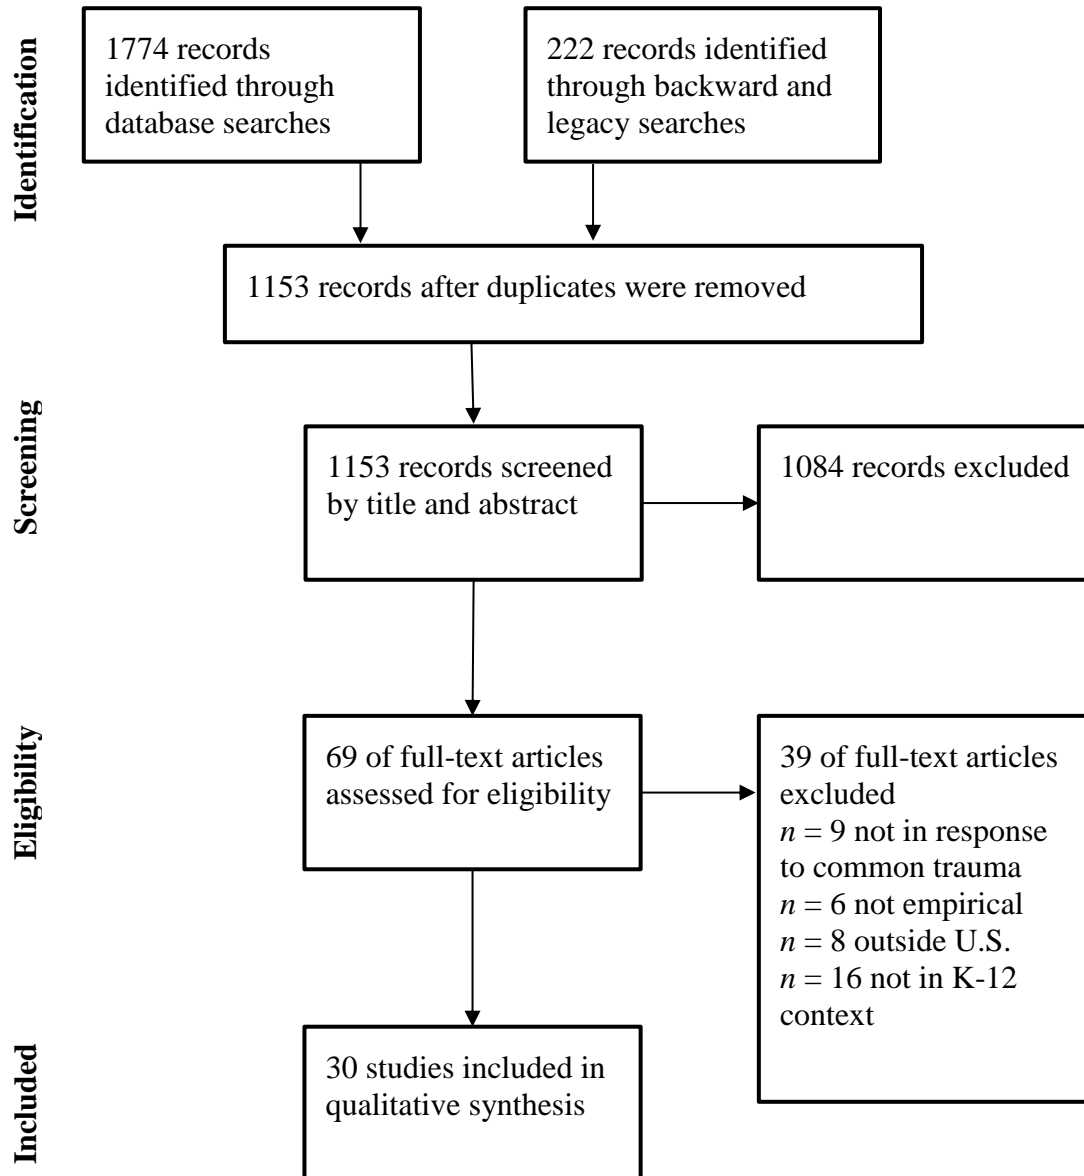 Identification
1774 records
identified through
database searches
222 records identified
through backward and
legacy searches
1153 records after duplicates were removed
Screening
1153 records screened
by title and abstract
1084 records excluded
Eligibility
69 of full-text articles
assessed for eligibility
39 of full-text articles
excluded
n = 9 not in response
to common trauma
n = 6 not empirical
n = 8 outside U.S.
n = 16 not in K-12
context
Included
30 studies included in
qualitative synthesis